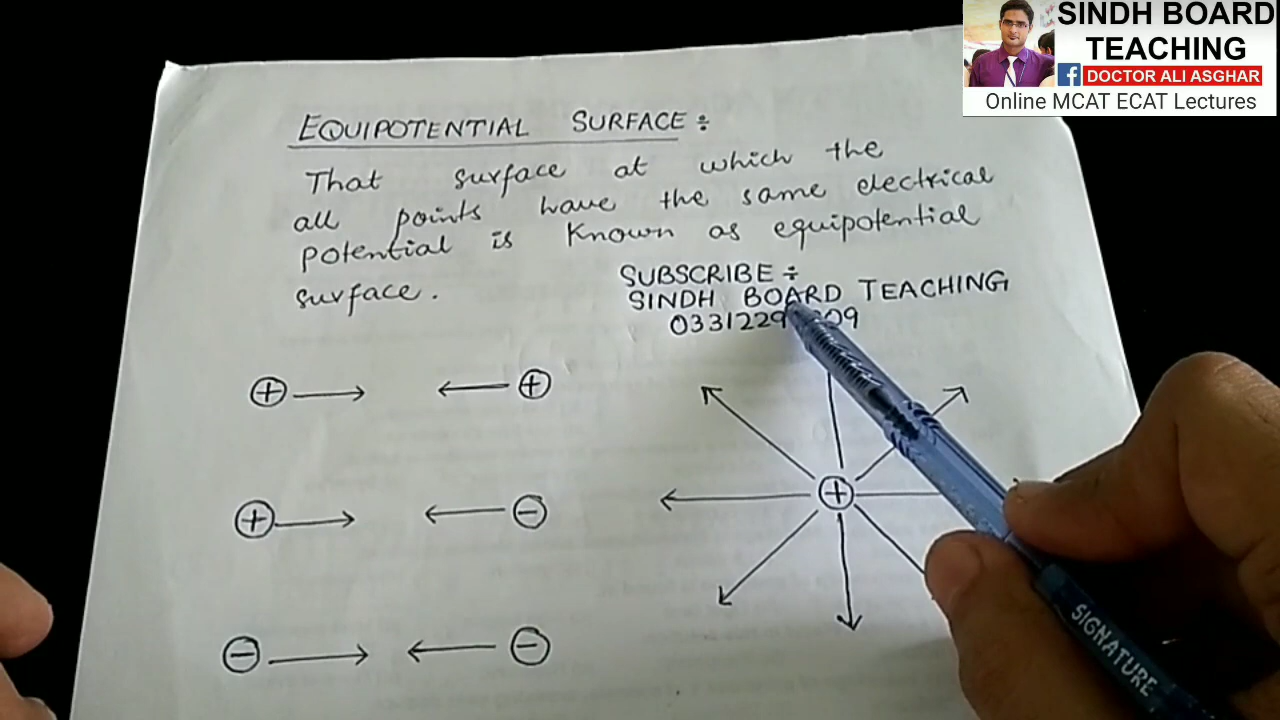 SINDH BOARD
TEACHING
DOCTOR ALI ASGHAR
Online MCAT ECAT Lectures
EQUIPOTENTIAL SURFACE÷
That surface at which the
all points have the same electrical
potential is known as equipotential
surface.
SUBSCRIBE÷
SINDH BOARD TEACHING
+ +
+ −
− −
+
SIGNATURE